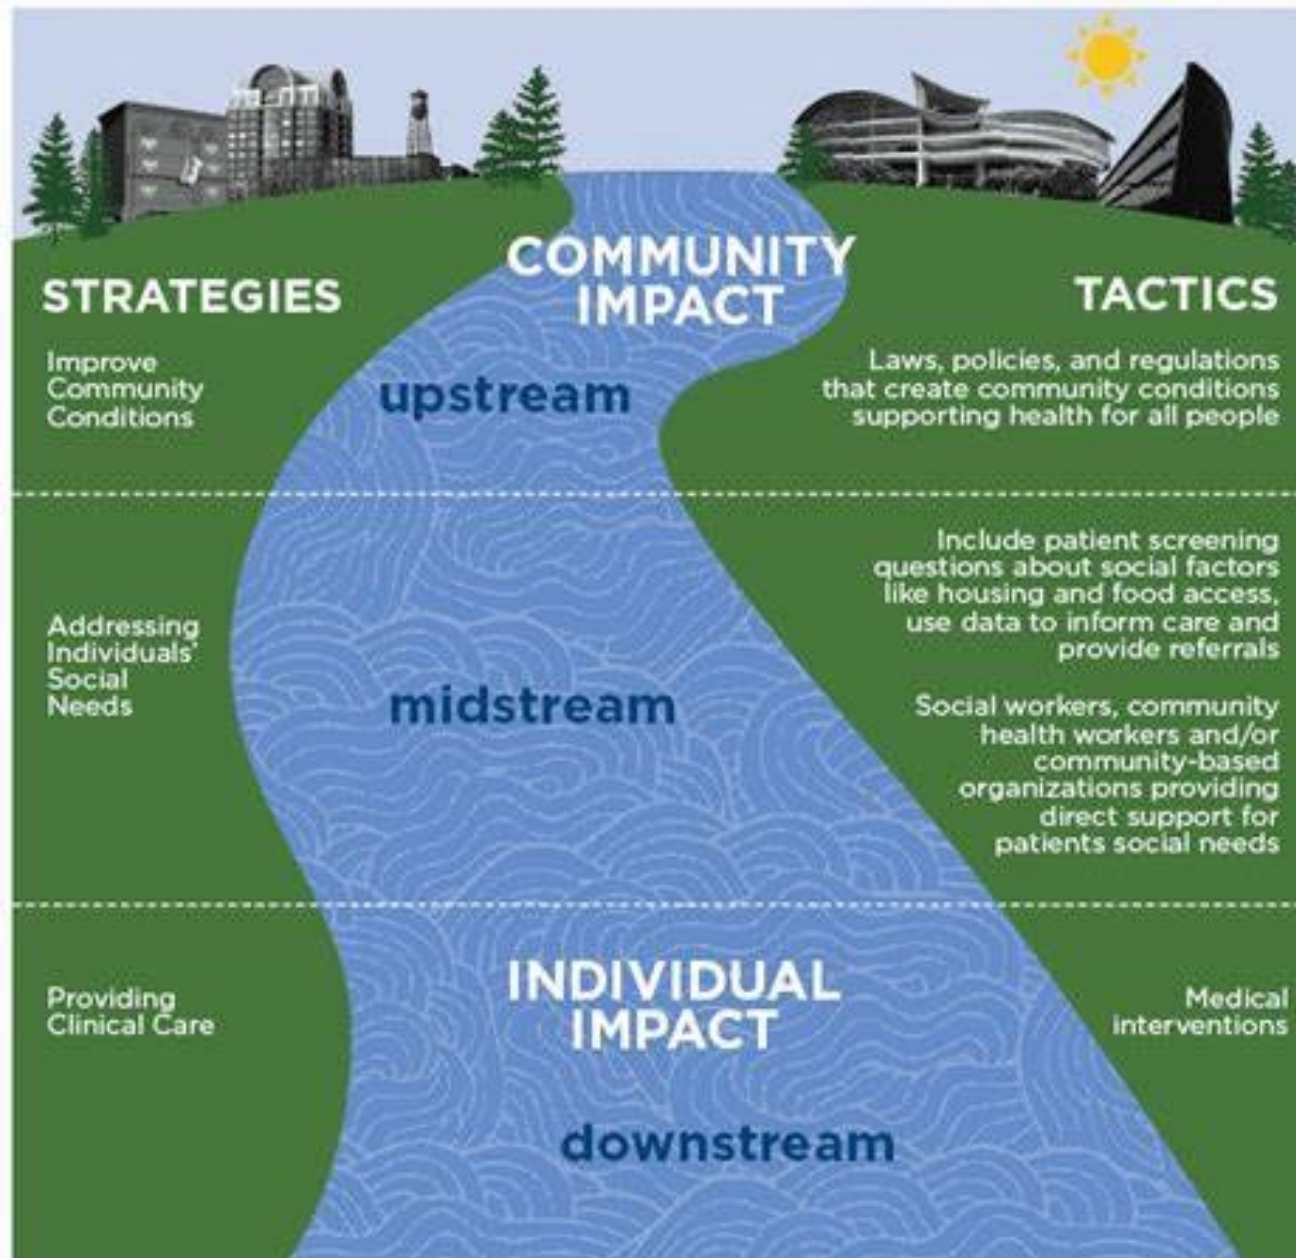 COMMUNITY
IMPACT
STRATEGIES
TACTICS
Improve
Community
Conditions
upstream
Laws, policies, and regulations
that create community conditions
supporting health for all people
Addressing
Individuals'
Social
Needs
midstream
Include patient screening
questions about social factors
like housing and food access,
use data to inform care and
provide referrals
Social workers, community
health workers and/or
community-based
organizations providing
direct support for
patients social needs
Providing
Clinical Care
INDIVIDUAL
IMPACT
downstream
Medical
interventions